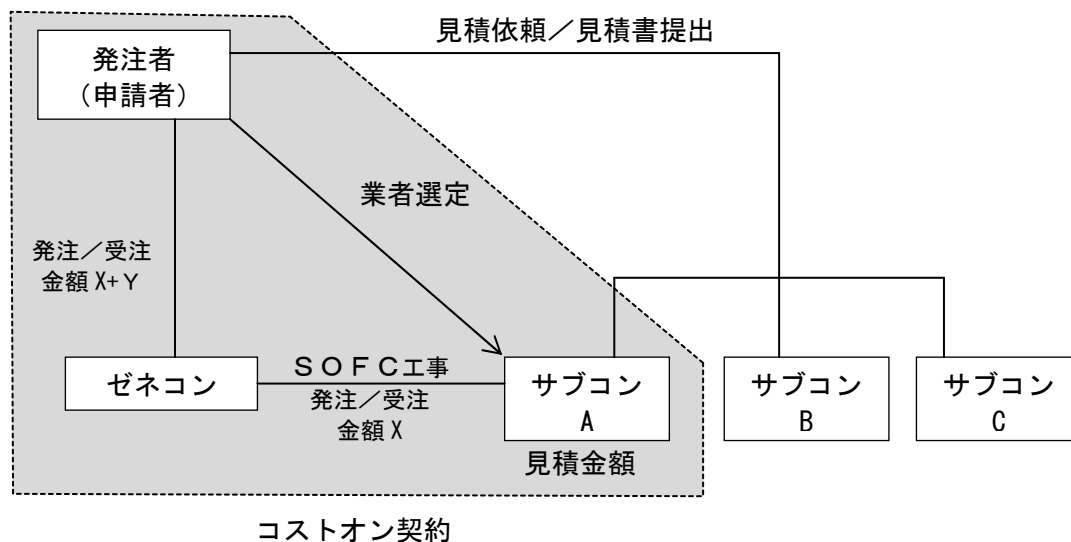 見積依頼／見積書提出
発注者
（申請者）
業者選定
発注／受注
金額 X+Y
ゼネコン
ＳＯＦＣ工事
発注／受注
金額 X
サブコン
A
サブコン
B
サブコン
C
見積金額
コストオン契約